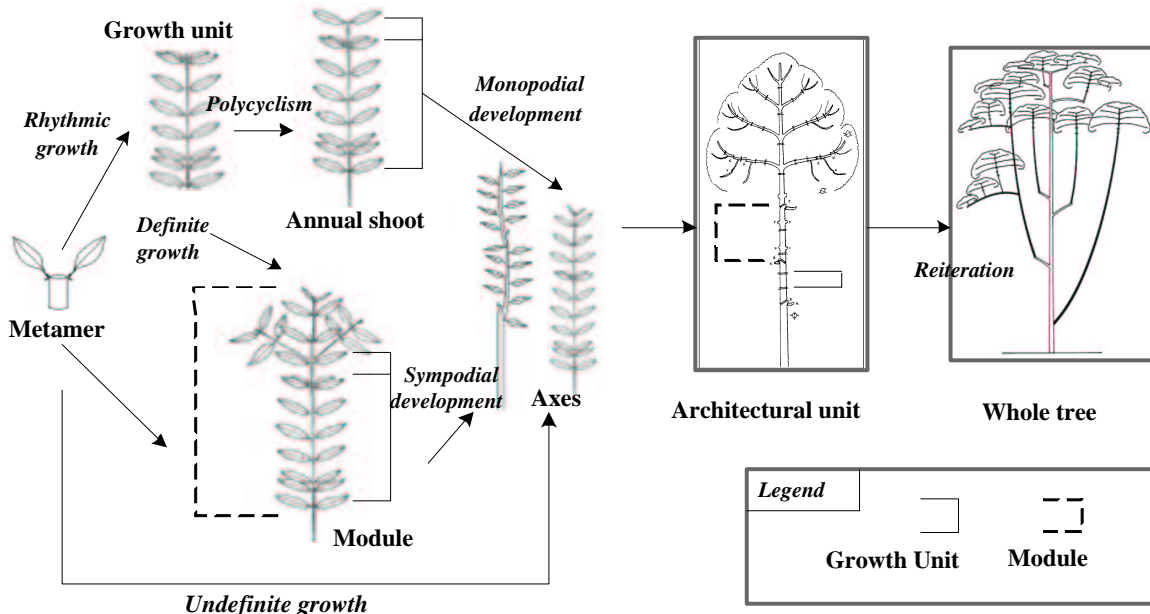 Growth unit
Rhythmic
growth
Polycyclism
Monopodial
development
Annual shoot
Definite
growth
Metamer
Sympodial
development
Axes
Module
Undefinite growth
Architectural unit
Reiteration
Whole tree
Legend
Growth Unit
Module